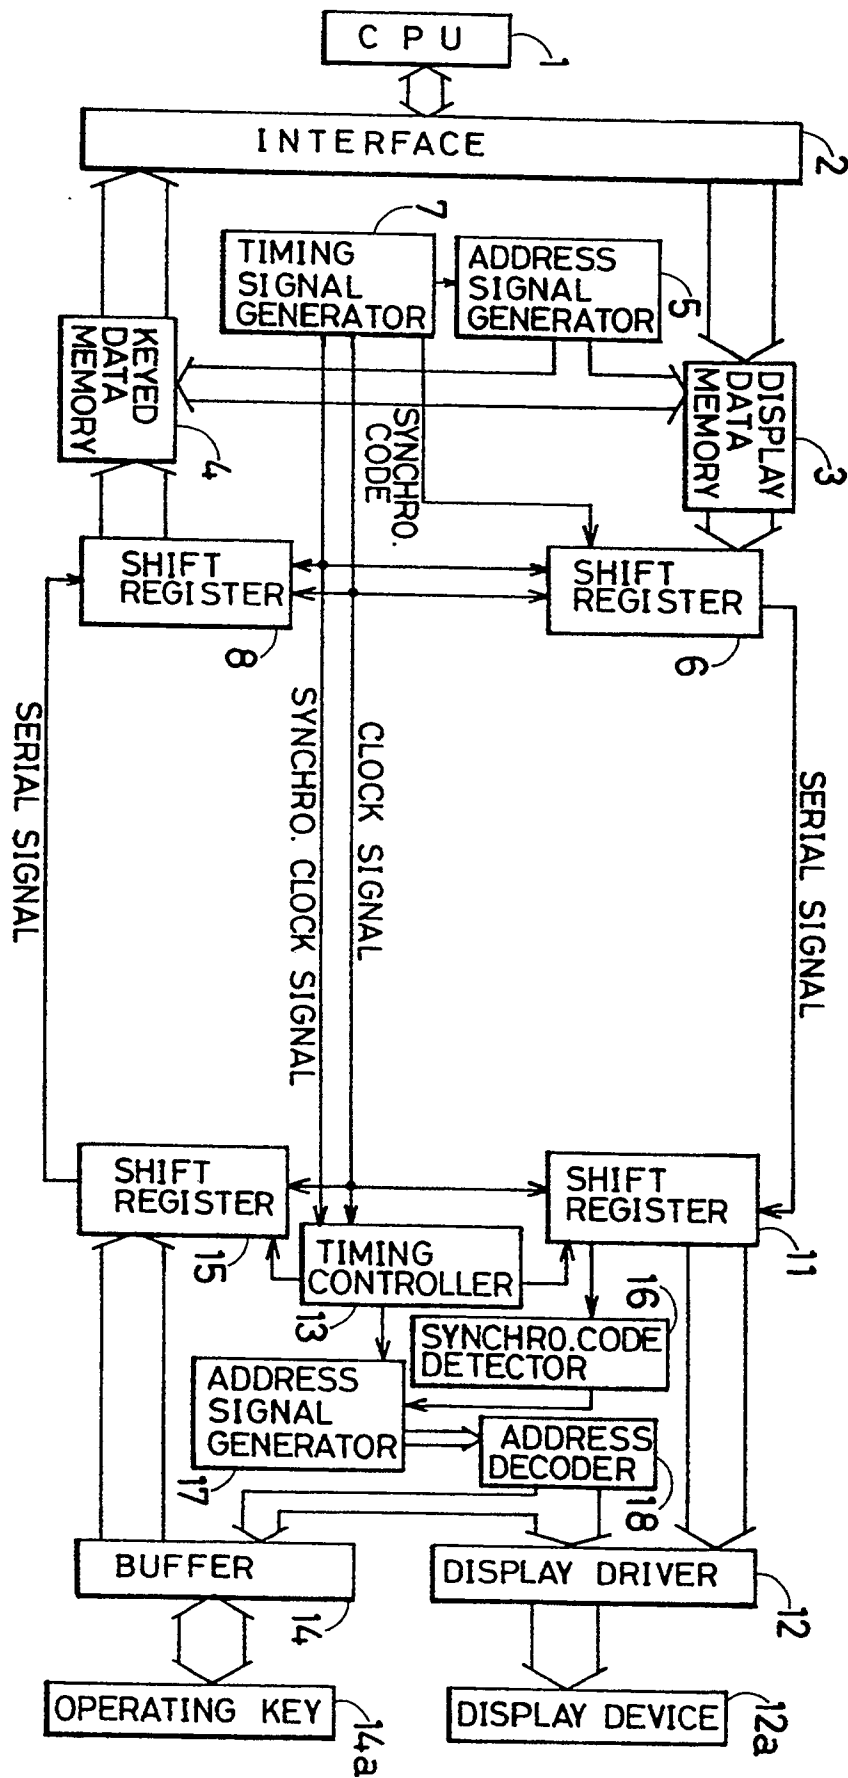 CPU
1
INTERFACE
2
7
TIMING
SIGNAL
GENERATOR
ADDRESS
SIGNAL
GENERATOR
5
KEYED
DATA
MEMORY
4
DISPLAY
DATA
MEMORY
3
SYNCHRO.
CODE
SHIFT
REGISTER
8
SHIFT
REGISTER
6
SERIAL SIGNAL
SYNCHRO. CLOCK SIGNAL
CLOCK SIGNAL
SERIAL SIGNAL
SHIFT
REGISTER
15
SHIFT
REGISTER
11
TIMING
CONTROLLER
13
16
SYNCHRO.CODE
DETECTOR
ADDRESS
SIGNAL
GENERATOR
17
ADDRESS
DECODER
18
BUFFER
14
DISPLAY DRIVER
12
OPERATING KEY
14a
DISPLAY DEVICE
12a